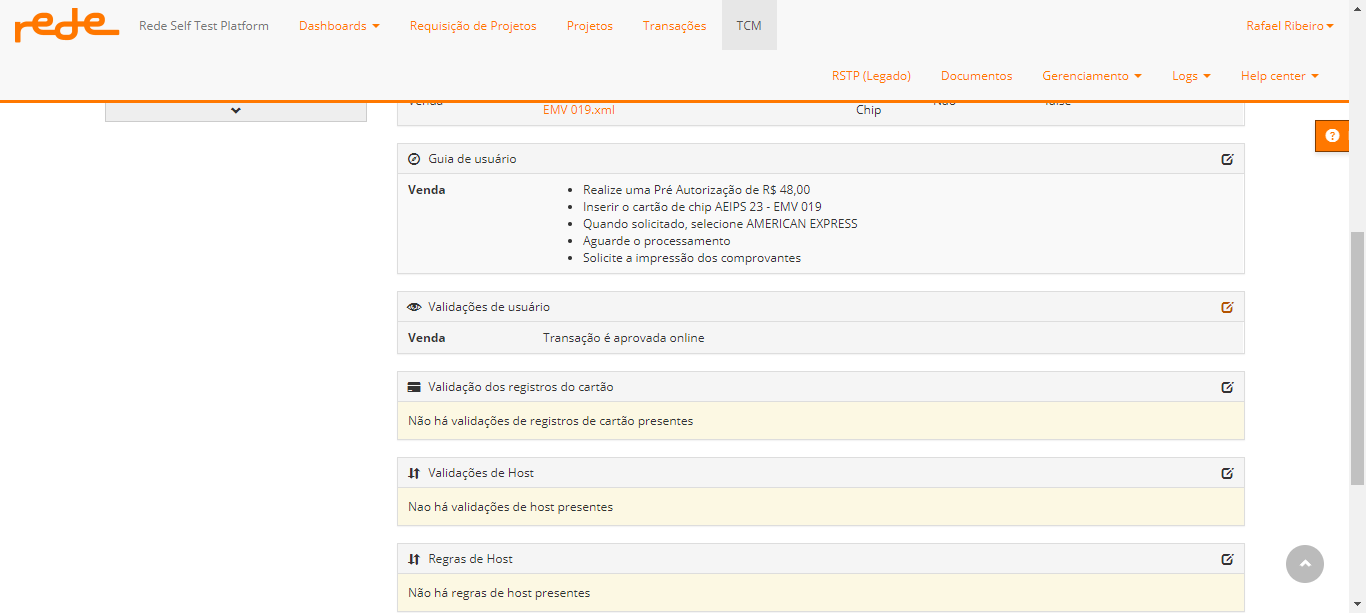 rede Rede Self Test Platform Dashboards Requisição de Projetos Projetos Transações TCM Rafael Ribeiro
RSTP (Legado) Documentos Gerenciamento Logs Help center
EMV 019.xml Chip
Guia de usuário
Venda
Realize uma Pré Autorização de R$ 48,00
Inserir o cartão de chip AEIPS 23 - EMV 019
Quando solicitado, selecione AMERICAN EXPRESS
Aguarde o processamento
Solicite a impressão dos comprovantes
Validações de usuário
Venda Transação é aprovada online
Validação dos registros do cartão
Não há validações de registros de cartão presentes
Validações de Host
Nao há validações de host presentes
Regras de Host
Não há regras de host presentes